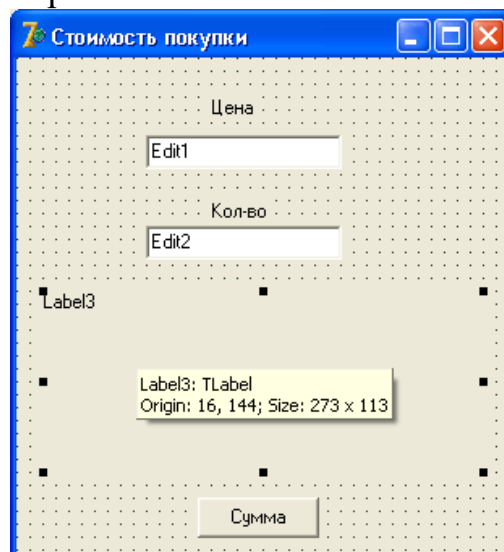 Стоимость покупки
Цена
Edit1
Кол-во
Edit2
Label3
Label3: TLabel
Origin: 16, 144; Size: 273 x 113
Сумма